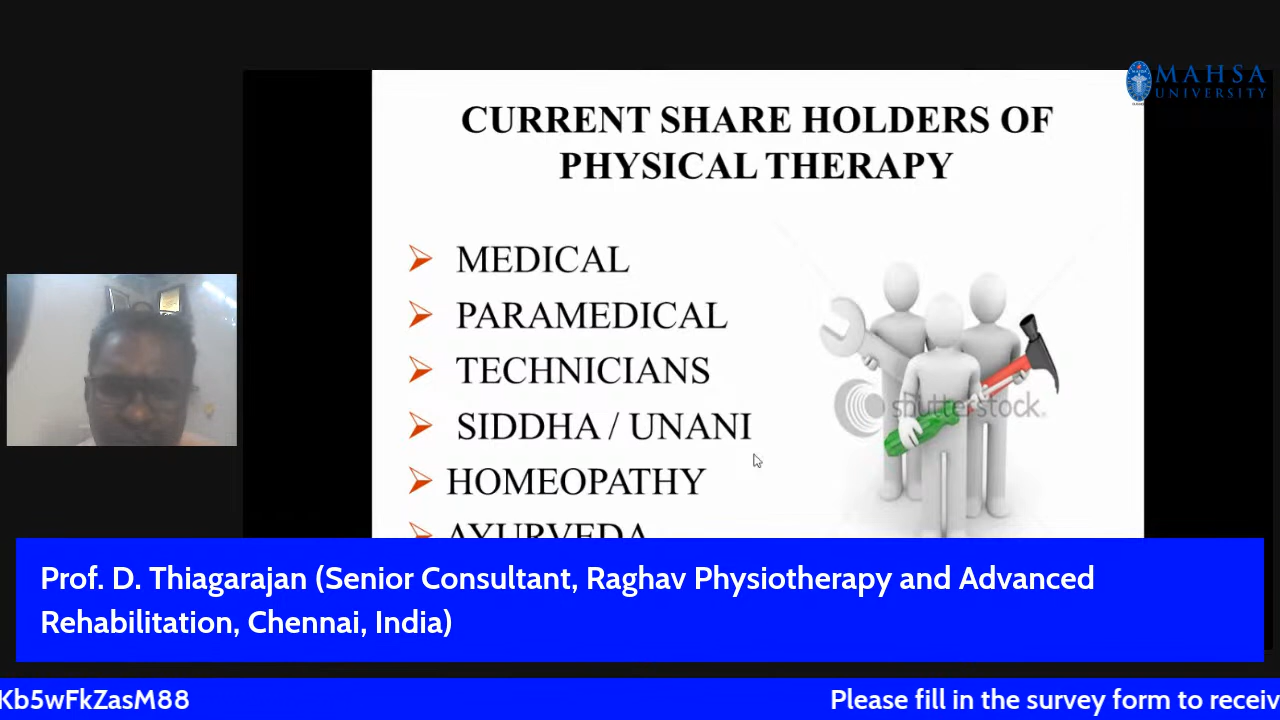 MAHSA
UNIVERSITY
CURRENT SHARE HOLDERS OF
PHYSICAL THERAPY
MEDICAL
PARAMEDICAL
TECHNICIANS
SIDDHA / UNANI
HOMEOPATHY
AYURVEDA
shutterstock
Prof. D. Thiagarajan (Senior Consultant, Raghav Physiotherapy and Advanced
Rehabilitation, Chennai, India)
Kb5wFkZasM88 Please fill in the survey form to receiv